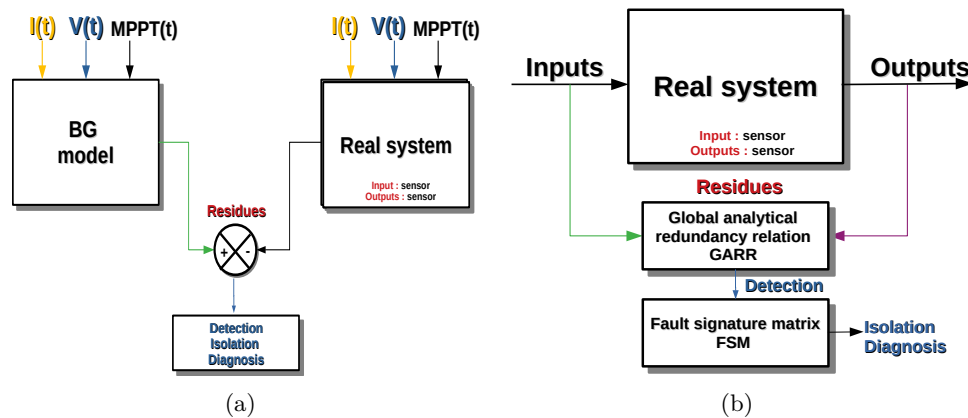 I(t) V(t) MPPT(t)
BG
model
I(t) V(t) MPPT(t)
Real system
Input : sensor
Outputs : sensor
Residues
+ -
Detection
Isolation
Diagnosis
(a)
Inputs
Real system
Outputs
Input : sensor
Outputs : sensor
Residues
Global analytical
redundancy relation
GARR
Detection
Fault signature matrix
FSM
Isolation
Diagnosis
(b)